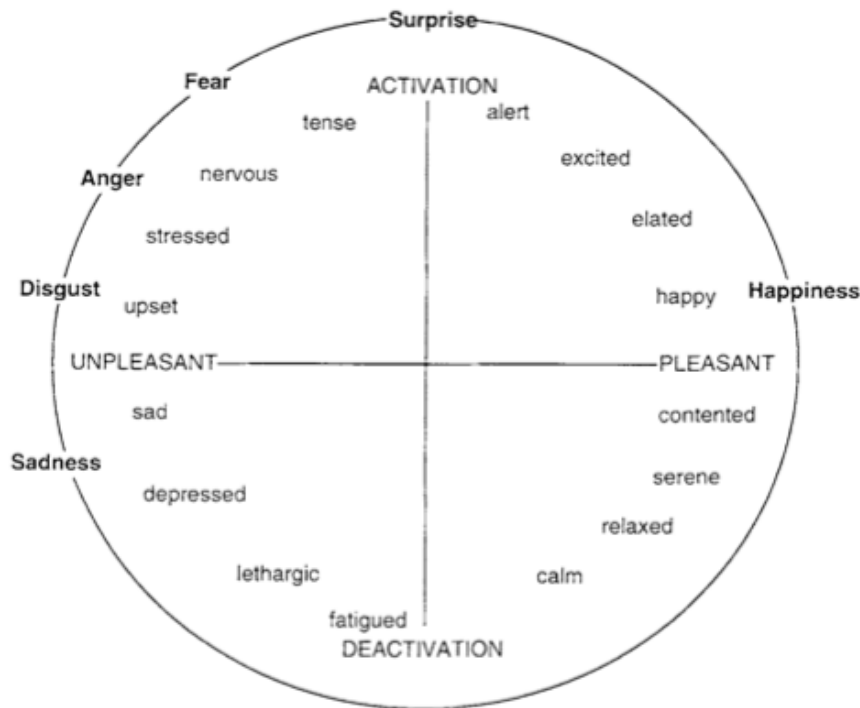 Surprise
Fear
ACTIVATION
tense
alert
excited
Anger
nervous
elated
stressed
Disgust
upset
happy
Happiness
UNPLEASANT
PLEASANT
sad
contented
Sadness
serene
depressed
relaxed
lethargic
calm
fatigued
DEACTIVATION